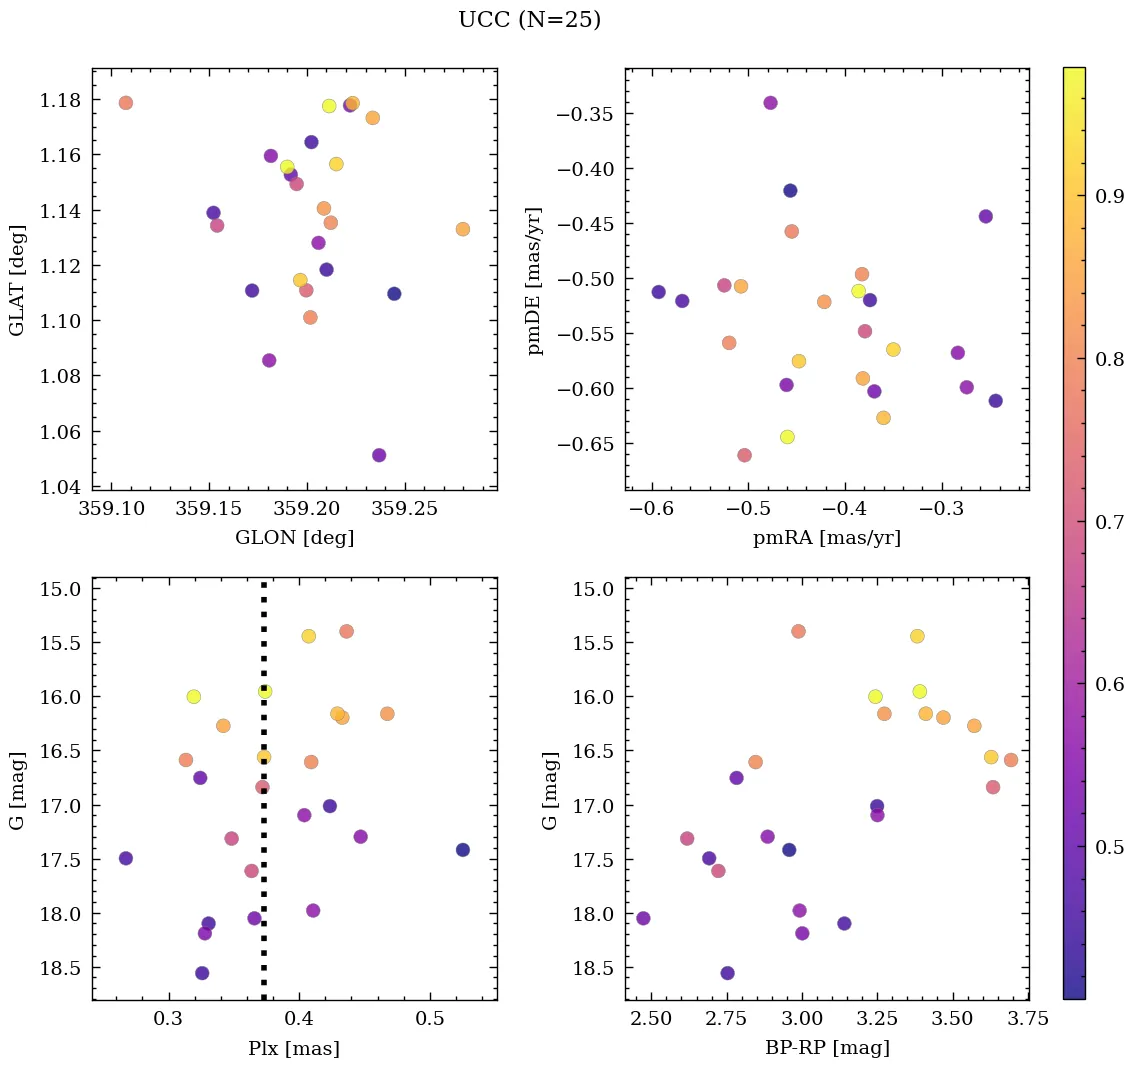 UCC (N=25)
1.18
1.16
1.14
1.12
1.10
1.08
1.06
1.04
GLAT [deg]
359.10 359.15 359.20 359.25
GLON [deg]
−0.35
−0.40
−0.45
−0.50
−0.55
−0.60
−0.65
pmDE [mas/yr]
−0.6 −0.5 −0.4 −0.3
pmRA [mas/yr]
15.0
15.5
16.0
16.5
17.0
17.5
18.0
18.5
G [mag]
0.3 0.4 0.5
Plx [mas]
15.0
15.5
16.0
16.5
17.0
17.5
18.0
18.5
G [mag]
2.50 2.75 3.00 3.25 3.50 3.75
BP-RP [mag]
0.9
0.8
0.7
0.6
0.5